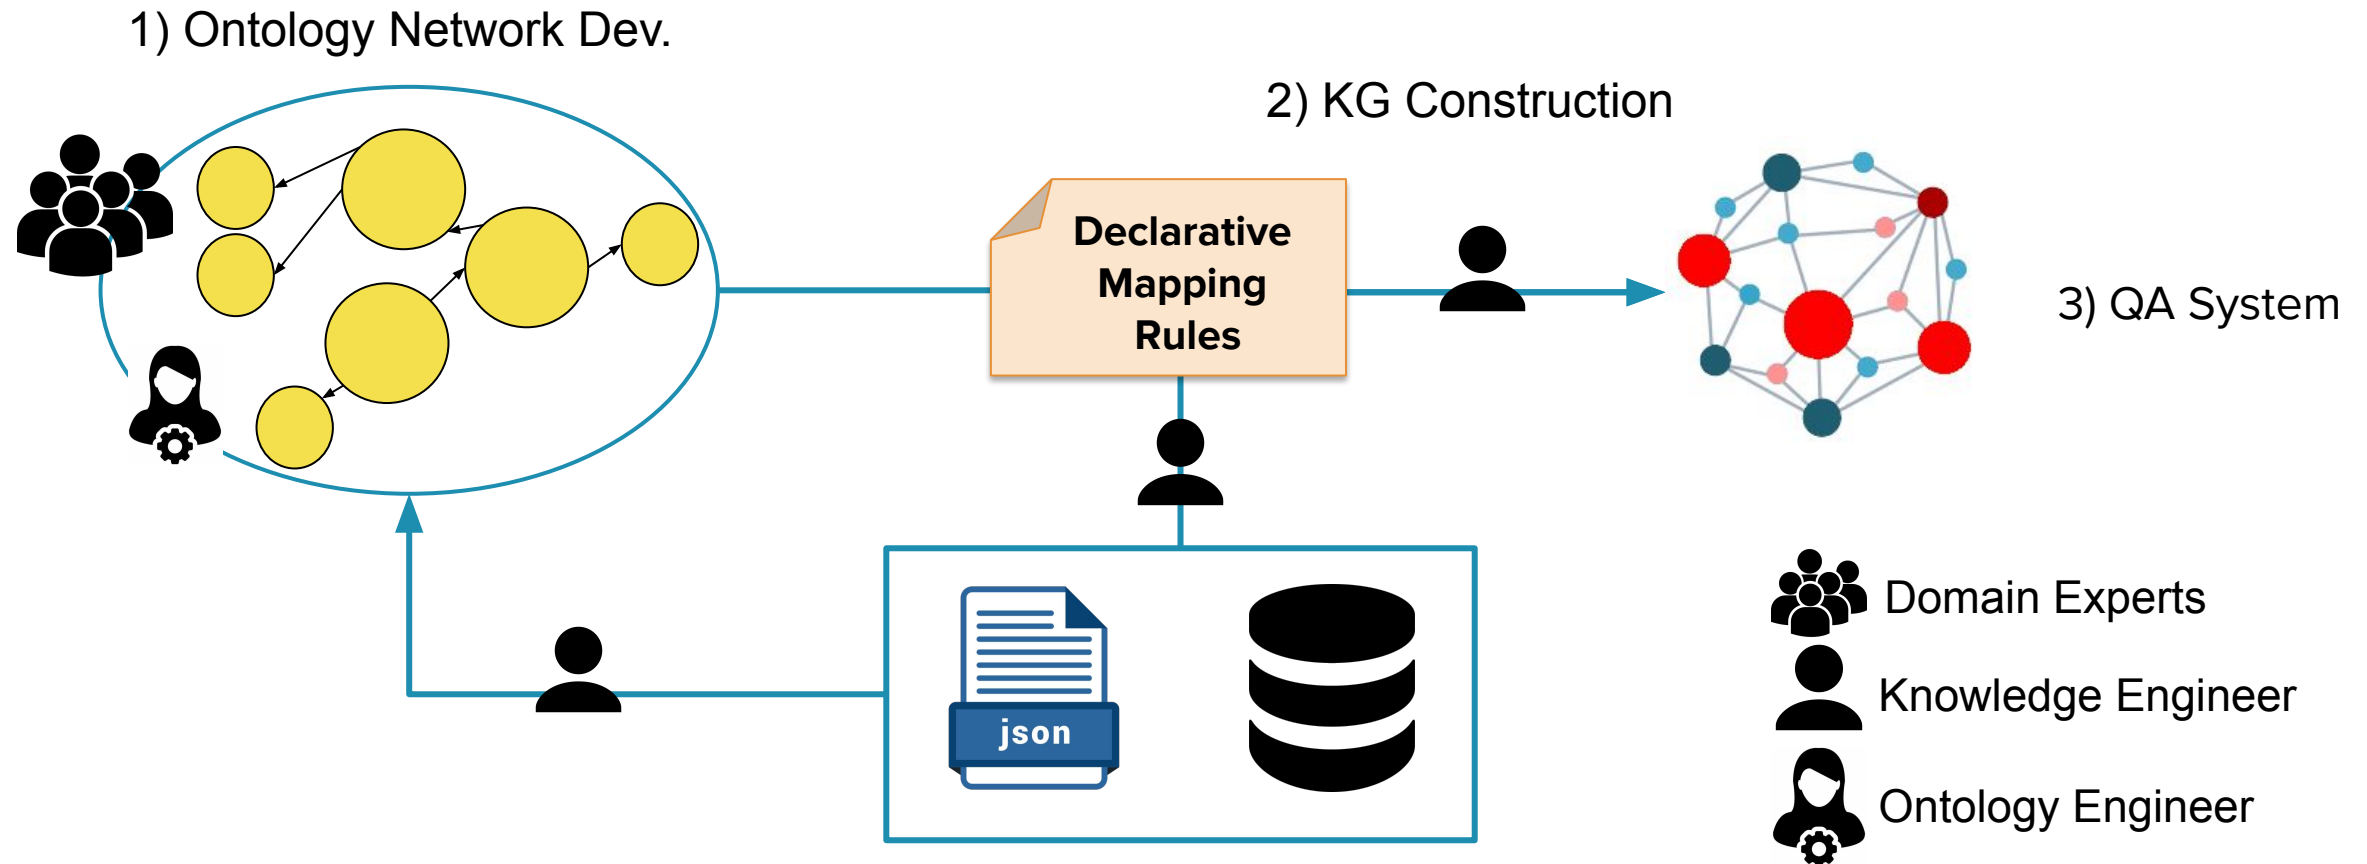 1) Ontology Network Dev.
2) KG Construction
Declarative
Mapping
Rules
3) QA System
json
Domain Experts
Knowledge Engineer
Ontology Engineer